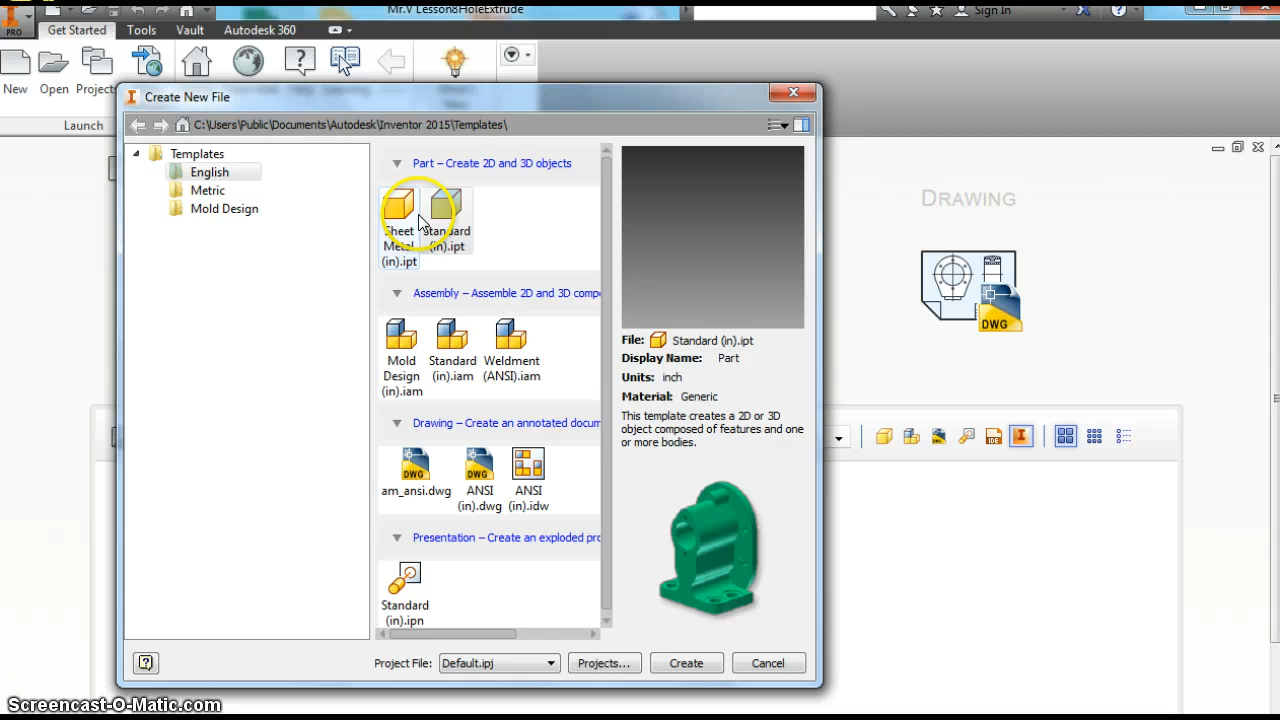 Mr.V Lesson8HoleExtrude
Sign In
PRO
Get Started
Tools
Vault
Autodesk 360
New
Open
Launch
Create New File
C:\Users\Public\Documents\Autodesk\Inventor 2015\Templates\
Templates
English
Metric
Mold Design
Part – Create 2D and 3D objects
Sheet Metal (in).ipt
Standard (in).ipt
Assembly – Assemble 2D and 3D compo
Mold Design (in).iam
Standard (in).iam
Weldment (ANSI).iam
Drawing – Create an annotated docum
DWG
DWG
am_ansi.dwg
ANSI (in).dwg
ANSI (in).idw
Presentation – Create an exploded pro
Standard (in).ipn
File: Standard (in).ipt
Display Name: Part
Units: inch
Material: Generic
This template creates a 2D or 3D
object composed of features and one
or more bodies.
Project File: Default.ipj
Projects...
Create
Cancel
Drawing
DWG
IDE
Screencast-O-Matic.com